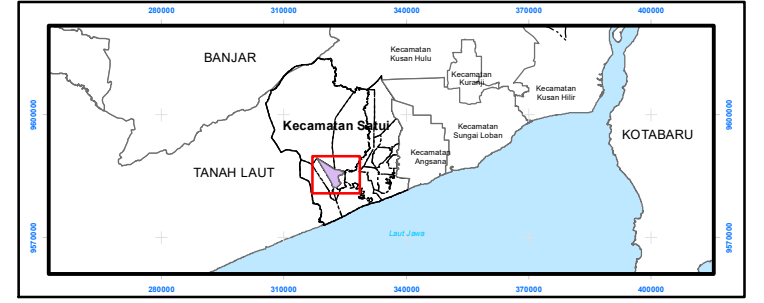 280000 310000 340000 370000 400000
BANJAR
Kecamatan
Kusan Hulu
Kecamatan
Kuranji
Kecamatan
Kusan Hilir
9600000
9600000
Kecamatan Satui
Kecamatan
Sungai Loban
KOTABARU
Kecamatan
Angsana
TANAH LAUT
Laut Jawa
9570000
9570000
280000 310000 340000 370000 400000